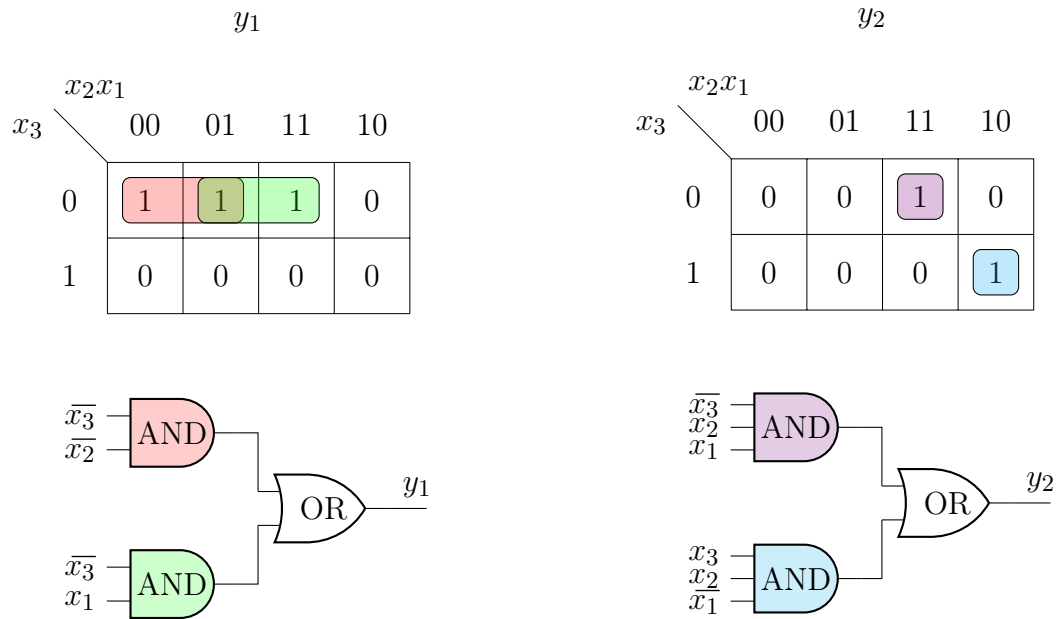 y₁
x₂x₁
x₃ 00 01 11 10
0 1 1 1 0
1 0 0 0 0
x̅₃
x̅₂
AND
x̅₃
x₁
AND
OR
y₁
y₂
x₂x₁
x₃ 00 01 11 10
0 0 0 1 0
1 0 0 0 1
x̅₃
x₂
x₁
AND
x₃
x₂
x̅₁
AND
OR
y₂